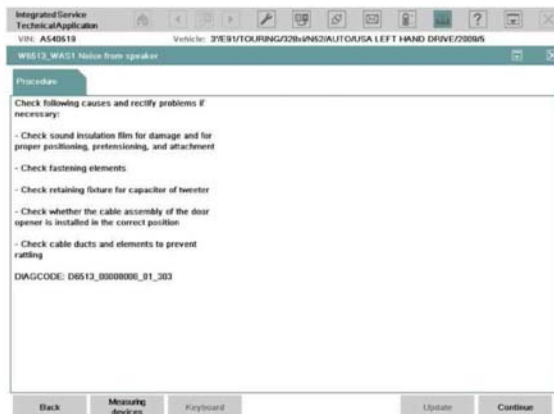 Integrated Service
Technical Application
VIN: A540519 Vehicle: 3'/E91/TOURING/328xi/N52/AUTO/USA LEFT HAND DRIVE/2009/5
W6513_WAS1 Noise from speaker
Procedure
Check following causes and rectify problems if
necessary:
- Check sound insulation film for damage and for
proper positioning, pretensioning, and attachment
- Check fastening elements
- Check retaining fixture for capacitor of tweeter
- Check whether the cable assembly of the door
opener is installed in the correct position
- Check cable ducts and elements to prevent
rattling
DIAGCODE: D6513_00000000_01_303
Back Measuring devices Keyboard Update Continue